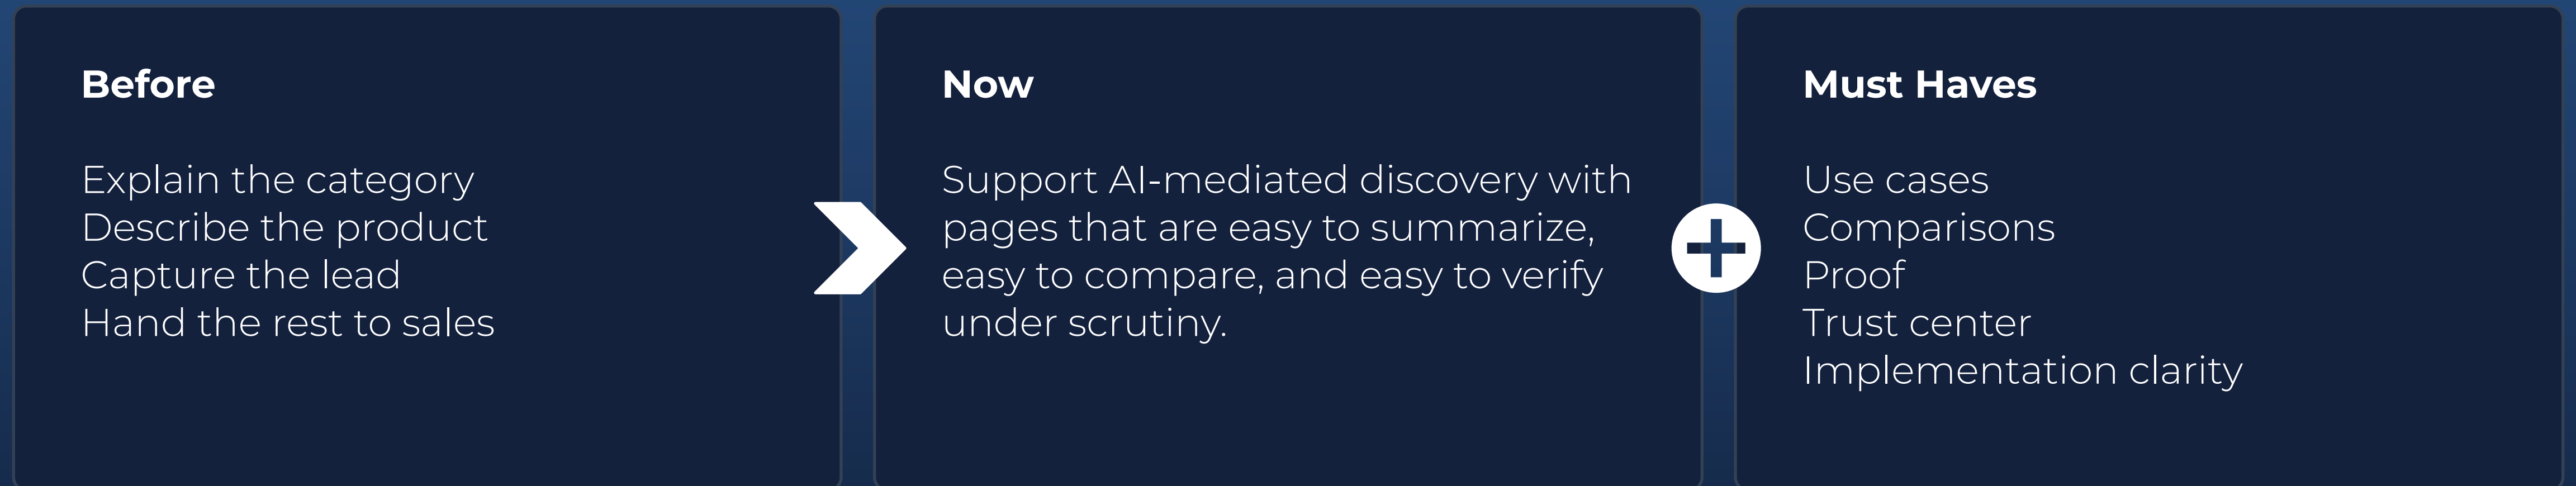 Before
Explain the category
Describe the product
Capture the lead
Hand the rest to sales
Now
Support AI-mediated discovery with
pages that are easy to summarize,
easy to compare, and easy to verify
under scrutiny.
Must Haves
Use cases
Comparisons
Proof
Trust center
Implementation clarity